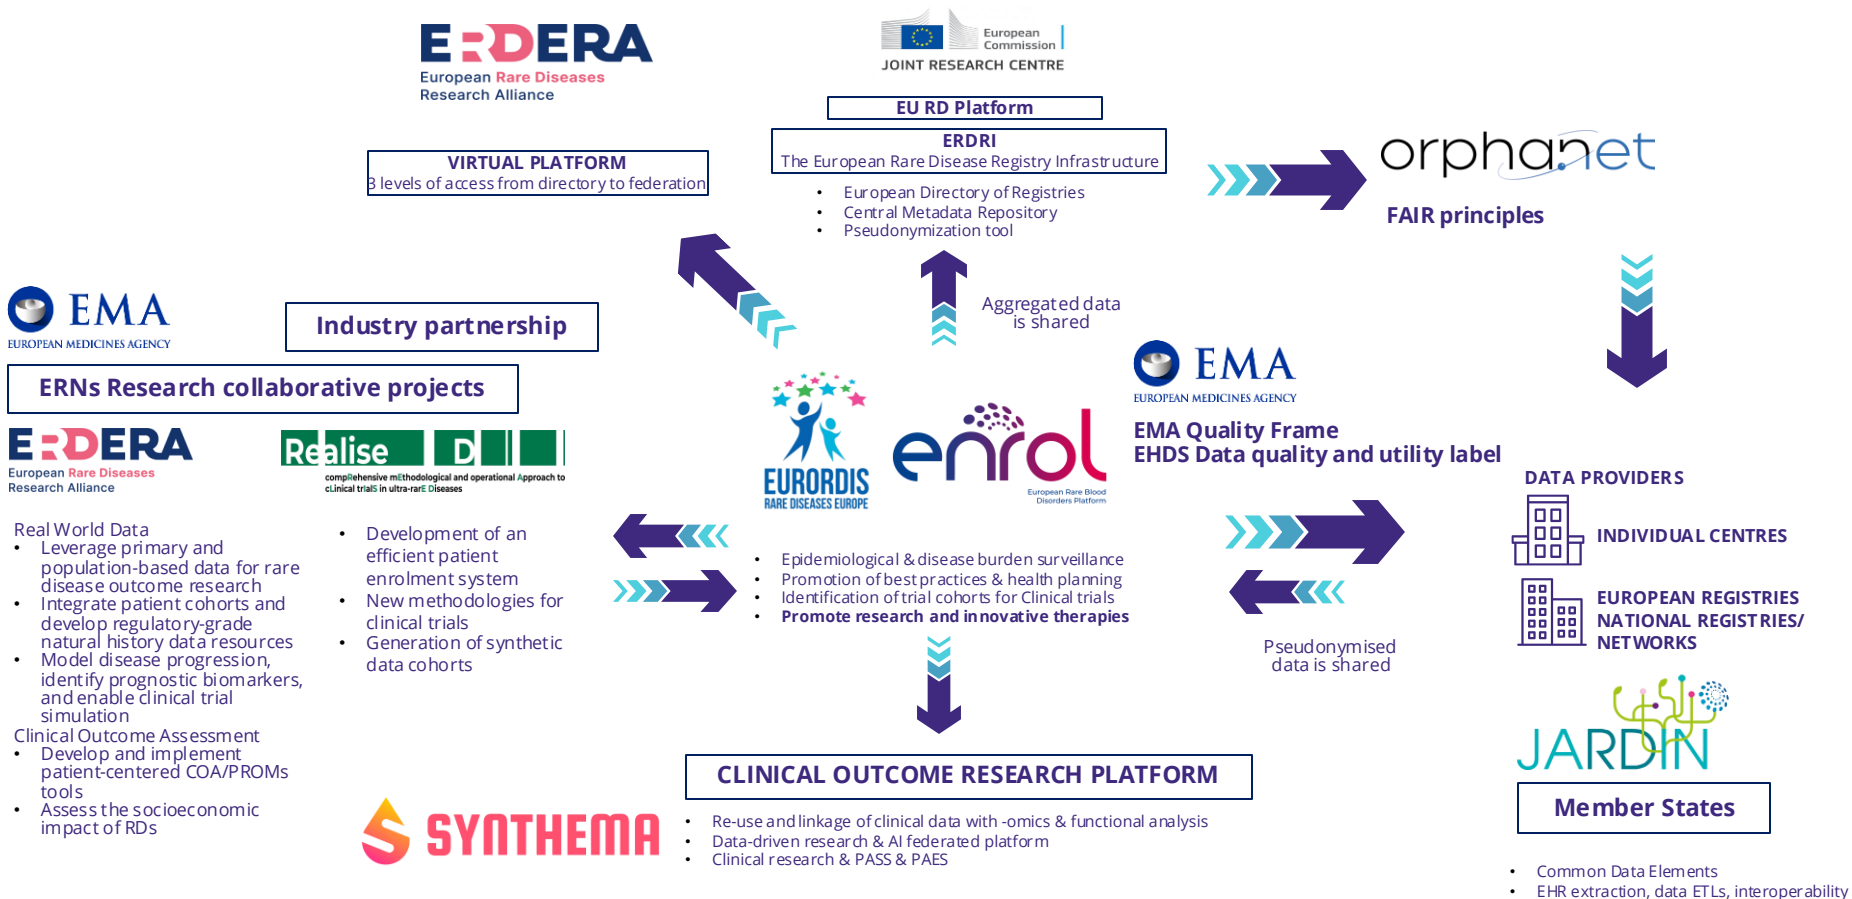 ERDERA
European Rare Diseases
Research Alliance
European
Commission
JOINT RESEARCH CENTRE
EU RD Platform
ERDRI
The European Rare Disease Registry Infrastructure
• European Directory of Registries
• Central Metadata Repository
• Pseudonymization tool
VIRTUAL PLATFORM
3 levels of access from directory to federation
orphanet
FAIR principles
Aggregated data
is shared
EMA
EUROPEAN MEDICINES AGENCY
Industry partnership
ERNs Research collaborative projects
ERDERA
European Rare Diseases
Research Alliance
Realise D
compRehensive mEthodological and operational Approach to
cLinical trIalS in ultra-rarE Diseases
Real World Data
• Leverage primary and
population-based data for rare
disease outcome research
• Integrate patient cohorts and
develop regulatory-grade
natural history data resources
• Model disease progression,
identify prognostic biomarkers,
and enable clinical trial
simulation
Clinical Outcome Assessment
• Develop and implement
patient-centered COA/PROMs
tools
• Assess the socioeconomic
impact of RDs
• Development of an
efficient patient
enrolment system
• New methodologies for
clinical trials
• Generation of synthetic
data cohorts
EURORDIS
RARE DISEASES EUROPE
enrol
European Rare Blood
Disorders Platform
• Epidemiological & disease burden surveillance
• Promotion of best practices & health planning
• Identification of trial cohorts for Clinical trials
• Promote research and innovative therapies
EMA
EUROPEAN MEDICINES AGENCY
EMA Quality Frame
EHDS Data quality and utility label
Pseudonymised
data is shared
DATA PROVIDERS
INDIVIDUAL CENTRES
EUROPEAN REGISTRIES
NATIONAL REGISTRIES/
NETWORKS
JARDIN
Member States
• Common Data Elements
• EHR extraction, data ETLs, interoperability
SYNTHEMA
CLINICAL OUTCOME RESEARCH PLATFORM
• Re-use and linkage of clinical data with -omics & functional analysis
• Data-driven research & AI federated platform
• Clinical research & PASS & PAES